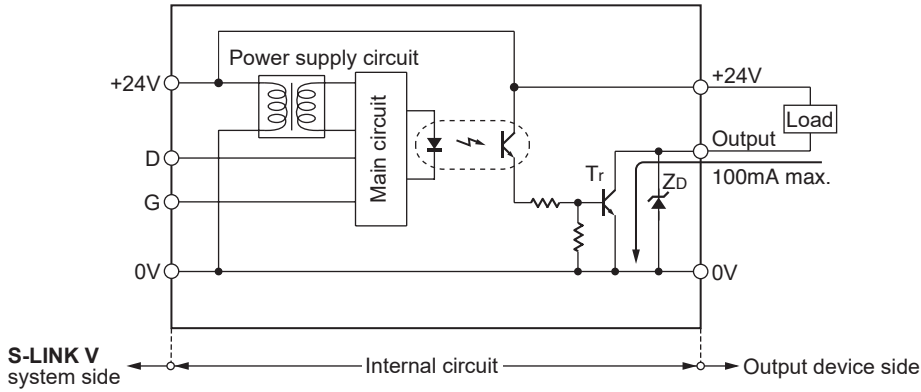 Power supply circuit
+24V
D
G
0V
Main circuit
Tr
ZD
+24V
Load
Output
100mA max.
0V
S-LINK V
system side
Internal circuit
Output device side